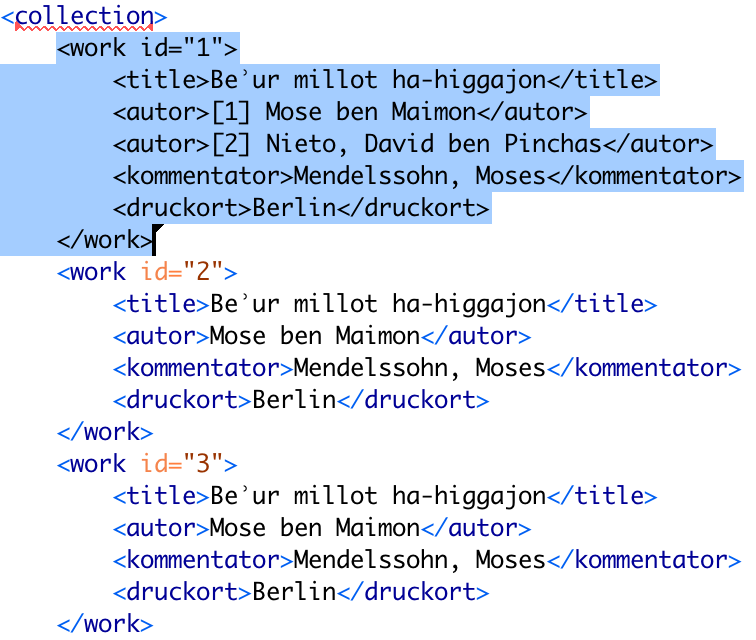 <collection>
    <work id="1">
        <title>Beʾur millot ha-higgajon</title>
        <autor>[1] Mose ben Maimon</autor>
        <autor>[2] Nieto, David ben Pinchas</autor>
        <kommentator>Mendelssohn, Moses</kommentator>
        <druckort>Berlin</druckort>
    </work>
    <work id="2">
        <title>Beʾur millot ha-higgajon</title>
        <autor>Mose ben Maimon</autor>
        <kommentator>Mendelssohn, Moses</kommentator>
        <druckort>Berlin</druckort>
    </work>
    <work id="3">
        <title>Beʾur millot ha-higgajon</title>
        <autor>Mose ben Maimon</autor>
        <kommentator>Mendelssohn, Moses</kommentator>
        <druckort>Berlin</druckort>
    </work>